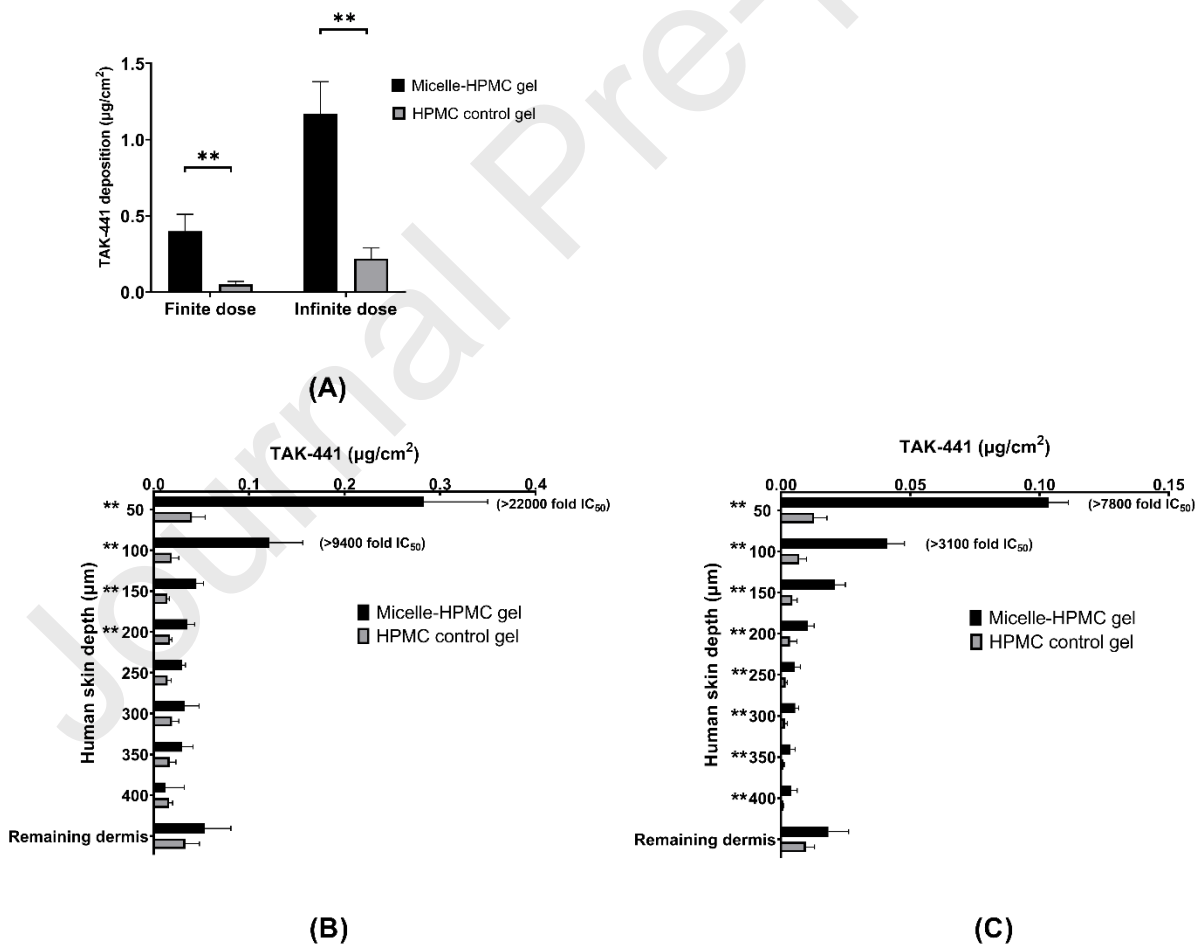 Journal Pre-
**
**
1.5
1.0
0.5
0.0
TAK-441 deposition (µg/cm²)
Micelle-HPMC gel
HPMC control gel
Finite dose
Infinite dose
(A)
TAK-441 (µg/cm²)
0.0
0.1
0.2
0.3
0.4
Human skin depth (µm)
** 50
** 100
** 150
** 200
250
300
350
400
Remaining dermis
(>22000 fold IC₅₀)
(>9400 fold IC₅₀)
Micelle-HPMC gel
HPMC control gel
(B)
TAK-441 (µg/cm²)
0.00
0.05
0.10
0.15
Human skin depth (µm)
** 50
** 100
** 150
** 200
** 250
** 300
** 350
** 400
Remaining dermis
(>7800 fold IC₅₀)
(>3100 fold IC₅₀)
Micelle-HPMC gel
HPMC control gel
(C)